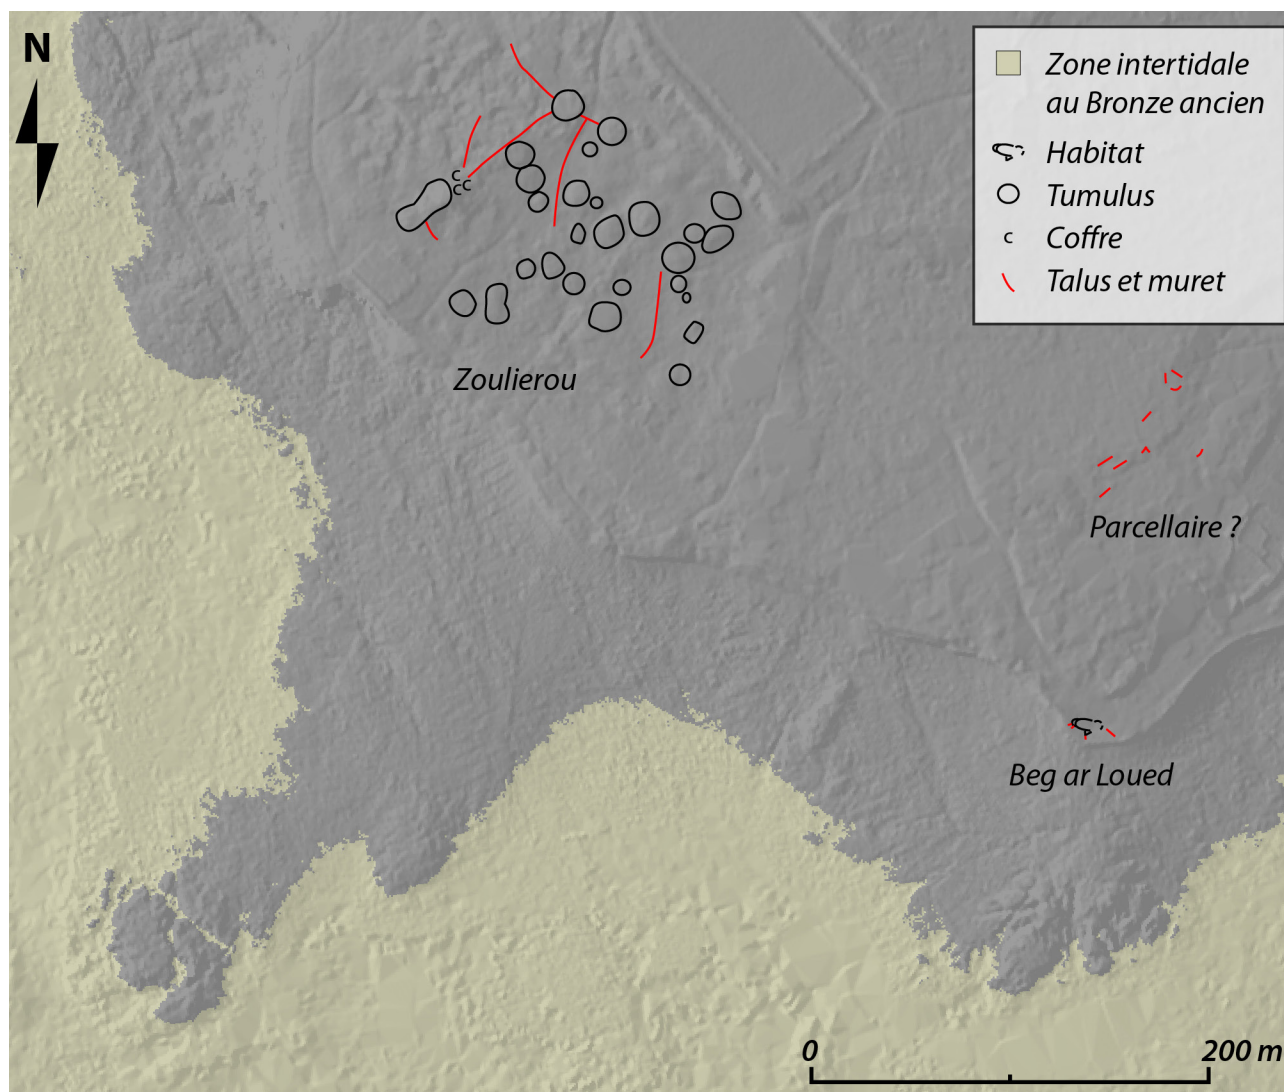 N
Zone intertidale
au Bronze ancien
Habitat
Tumulus
Coffre
Talus et muret
Zoulierou
Parcellaire ?
Beg ar Loued
0 200 m